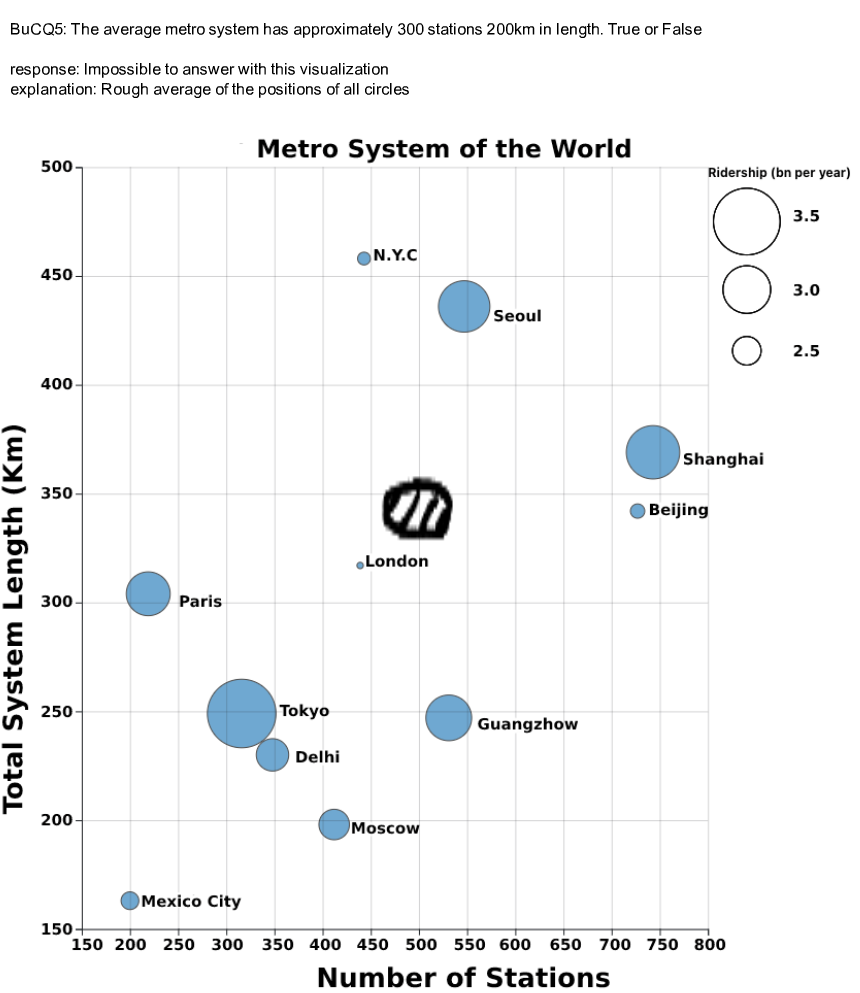 BuCQ5: The average metro system has approximately 300 stations 200km in length. True or False
response: Impossible to answer with this visualization
explanation: Rough average of the positions of all circles
Metro System of the World
Ridership (bn per year)
3.5
3.0
2.5
Total System Length (Km)
500
450
400
350
300
250
200
150
N.Y.C
Seoul
Shanghai
Beijing
London
Paris
Tokyo
Guangzhow
Delhi
Moscow
Mexico City
150 200 250 300 350 400 450 500 550 600 650 700 750 800
Number of Stations